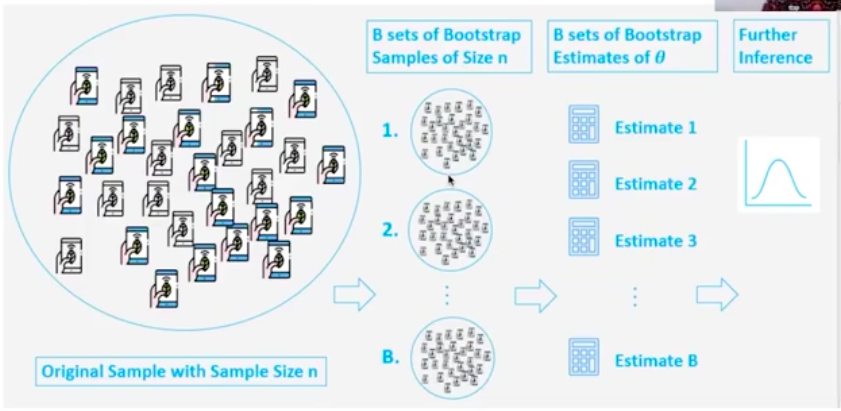 B sets of Bootstrap
Samples of Size n
B sets of Bootstrap
Estimates of θ
Further
Inference
1.
Estimate 1
Estimate 2
2.
Estimate 3
⋮
⋮
B.
Estimate B
Original Sample with Sample Size n